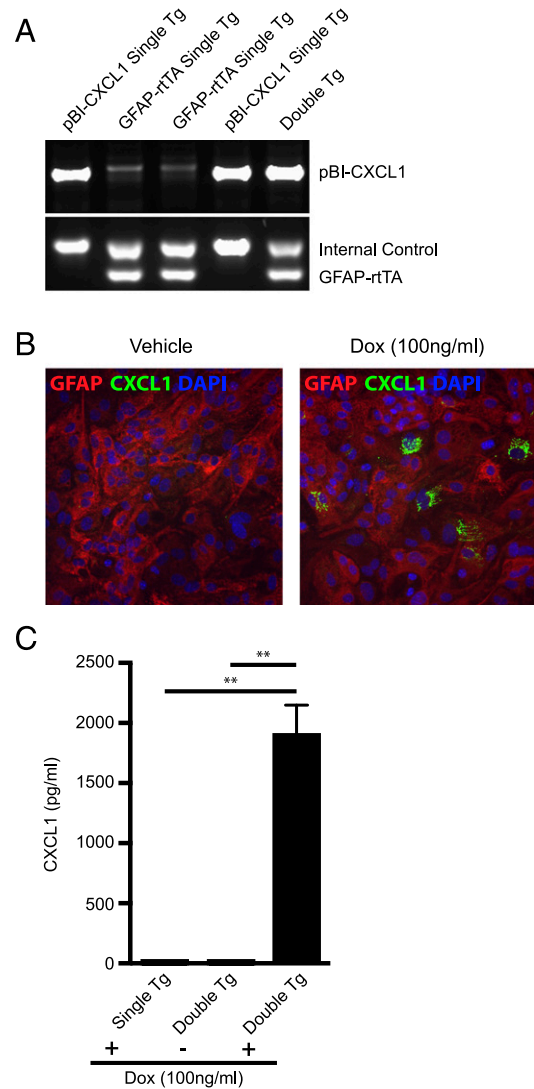 A
pBI-CXCL1 Single Tg
GFAP-rtTA Single Tg
GFAP-rtTA Single Tg
pBI-CXCL1 Single Tg
Double Tg
pBI-CXCL1
Internal Control
GFAP-rtTA
B
Vehicle
Dox (100ng/ml)
GFAP CXCL1 DAPI
GFAP CXCL1 DAPI
C
**
**
2500
2000
1500
1000
500
0
CXCL1 (pg/ml)
Single Tg
Double Tg
Double Tg
+ - +
Dox (100ng/ml)